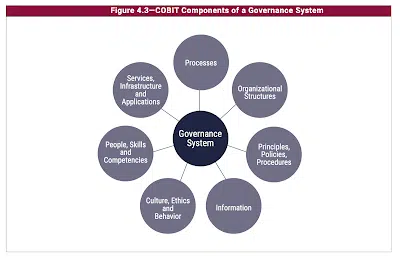 Figure 4.3—COBIT Components of a Governance System
Processes
Organizational
Structures
Principles,
Policies,
Procedures
Information
Culture, Ethics
and
Behavior
People, Skills
and
Competencies
Services,
Infrastructure
and
Applications
Governance
System